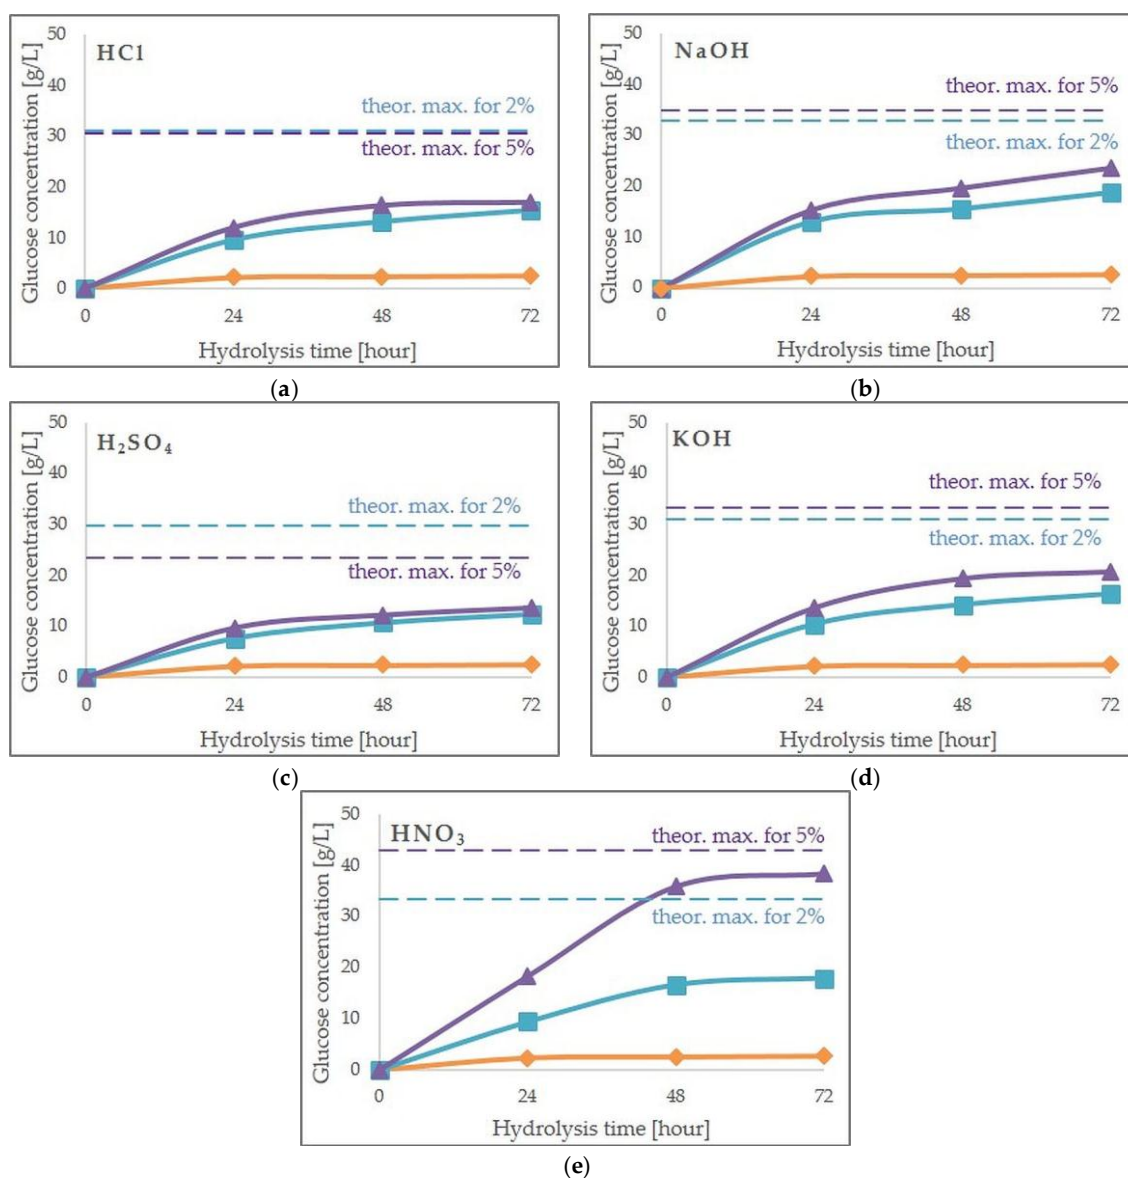 HCl
Glucose concentration [g/L]
50
40
30
20
10
0
theor. max. for 2%
theor. max. for 5%
0 24 48 72
Hydrolysis time [hour]
(a)
NaOH
Glucose concentration [g/L]
50
40
30
20
10
0
theor. max. for 5%
theor. max. for 2%
0 24 48 72
Hydrolysis time [hour]
(b)
H₂SO₄
Glucose concentration [g/L]
50
40
30
20
10
0
theor. max. for 2%
theor. max. for 5%
0 24 48 72
Hydrolysis time [hour]
(c)
KOH
Glucose concentration [g/L]
50
40
30
20
10
0
theor. max. for 5%
theor. max. for 2%
0 24 48 72
Hydrolysis time [hour]
(d)
HNO₃
Glucose concentration [g/L]
50
40
30
20
10
0
theor. max. for 5%
theor. max. for 2%
0 24 48 72
Hydrolysis time [hour]
(e)